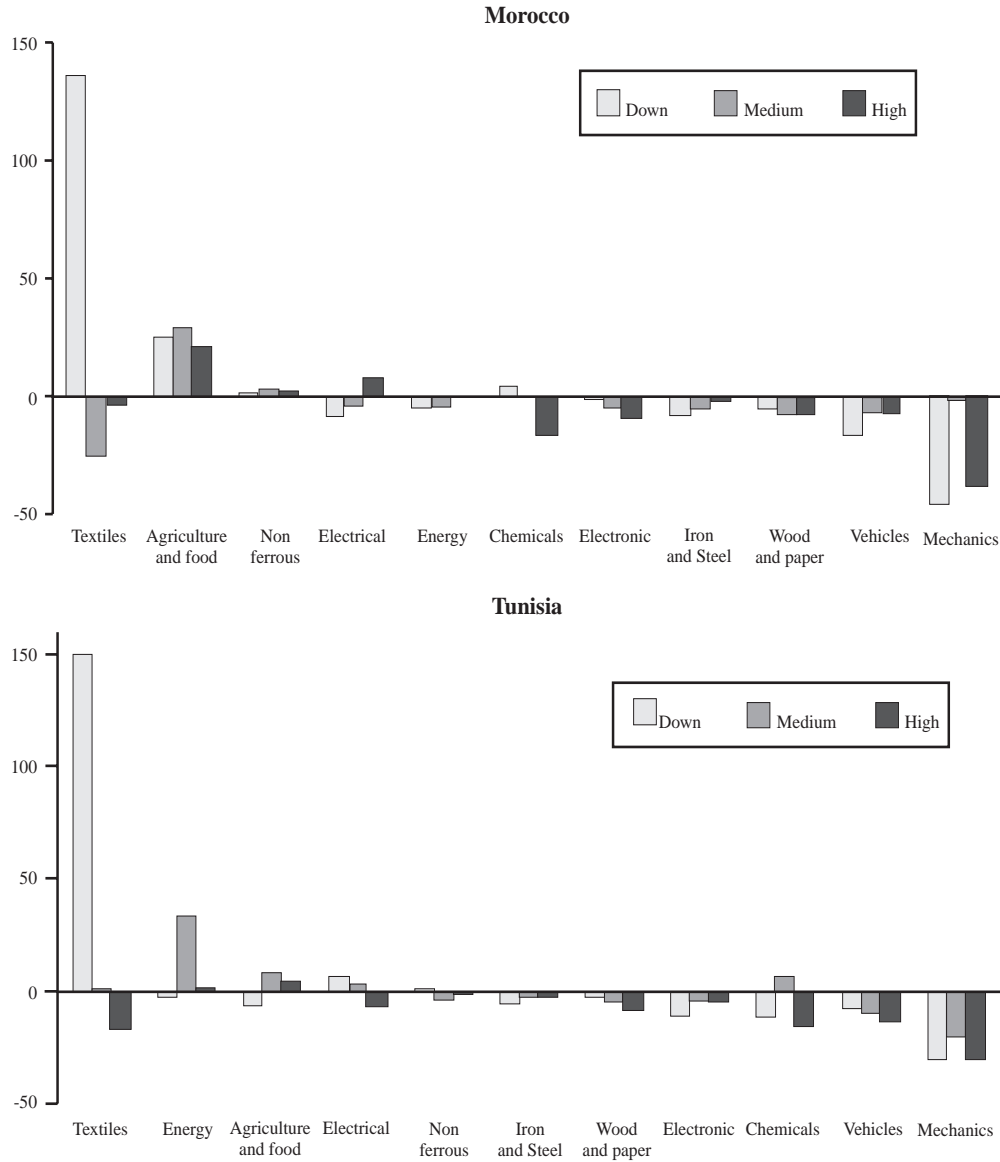 Morocco
150
100
50
0
-50
Down Medium High
Textiles Agriculture Non Electrical Energy Chemicals Electronic Iron Wood Vehicles Mechanics
and food ferrous and Steel and paper
Tunisia
150
100
50
0
-50
Down Medium High
Textiles Energy Agriculture Electrical Non Iron Wood Electronic Chemicals Vehicles Mechanics
and food ferrous and Steel and paper